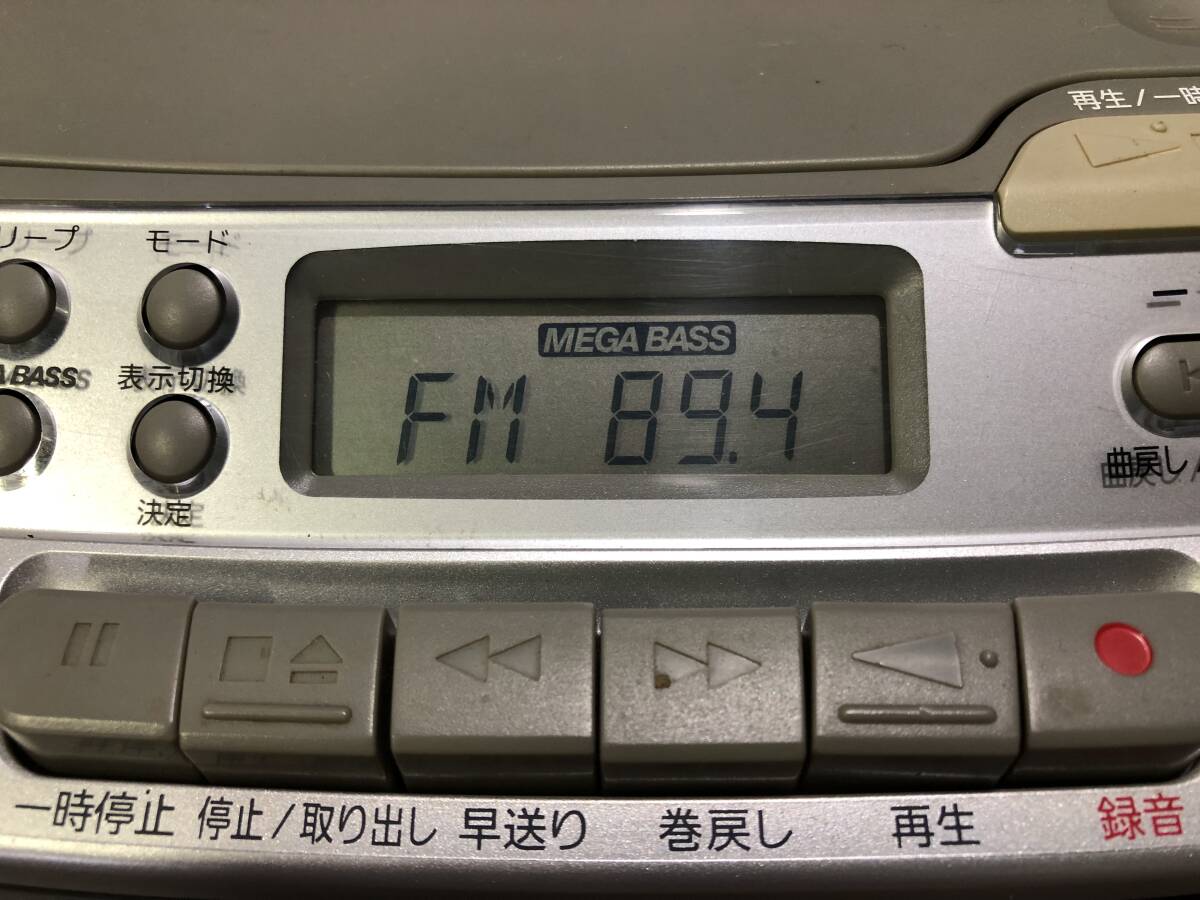 再生/一時
リープ
モード
MEGA BASS
FM 89.4
BASS
表示切換
決定
曲戻し/
一時停止 停止/取り出し 早送り 巻戻し 再生 録音